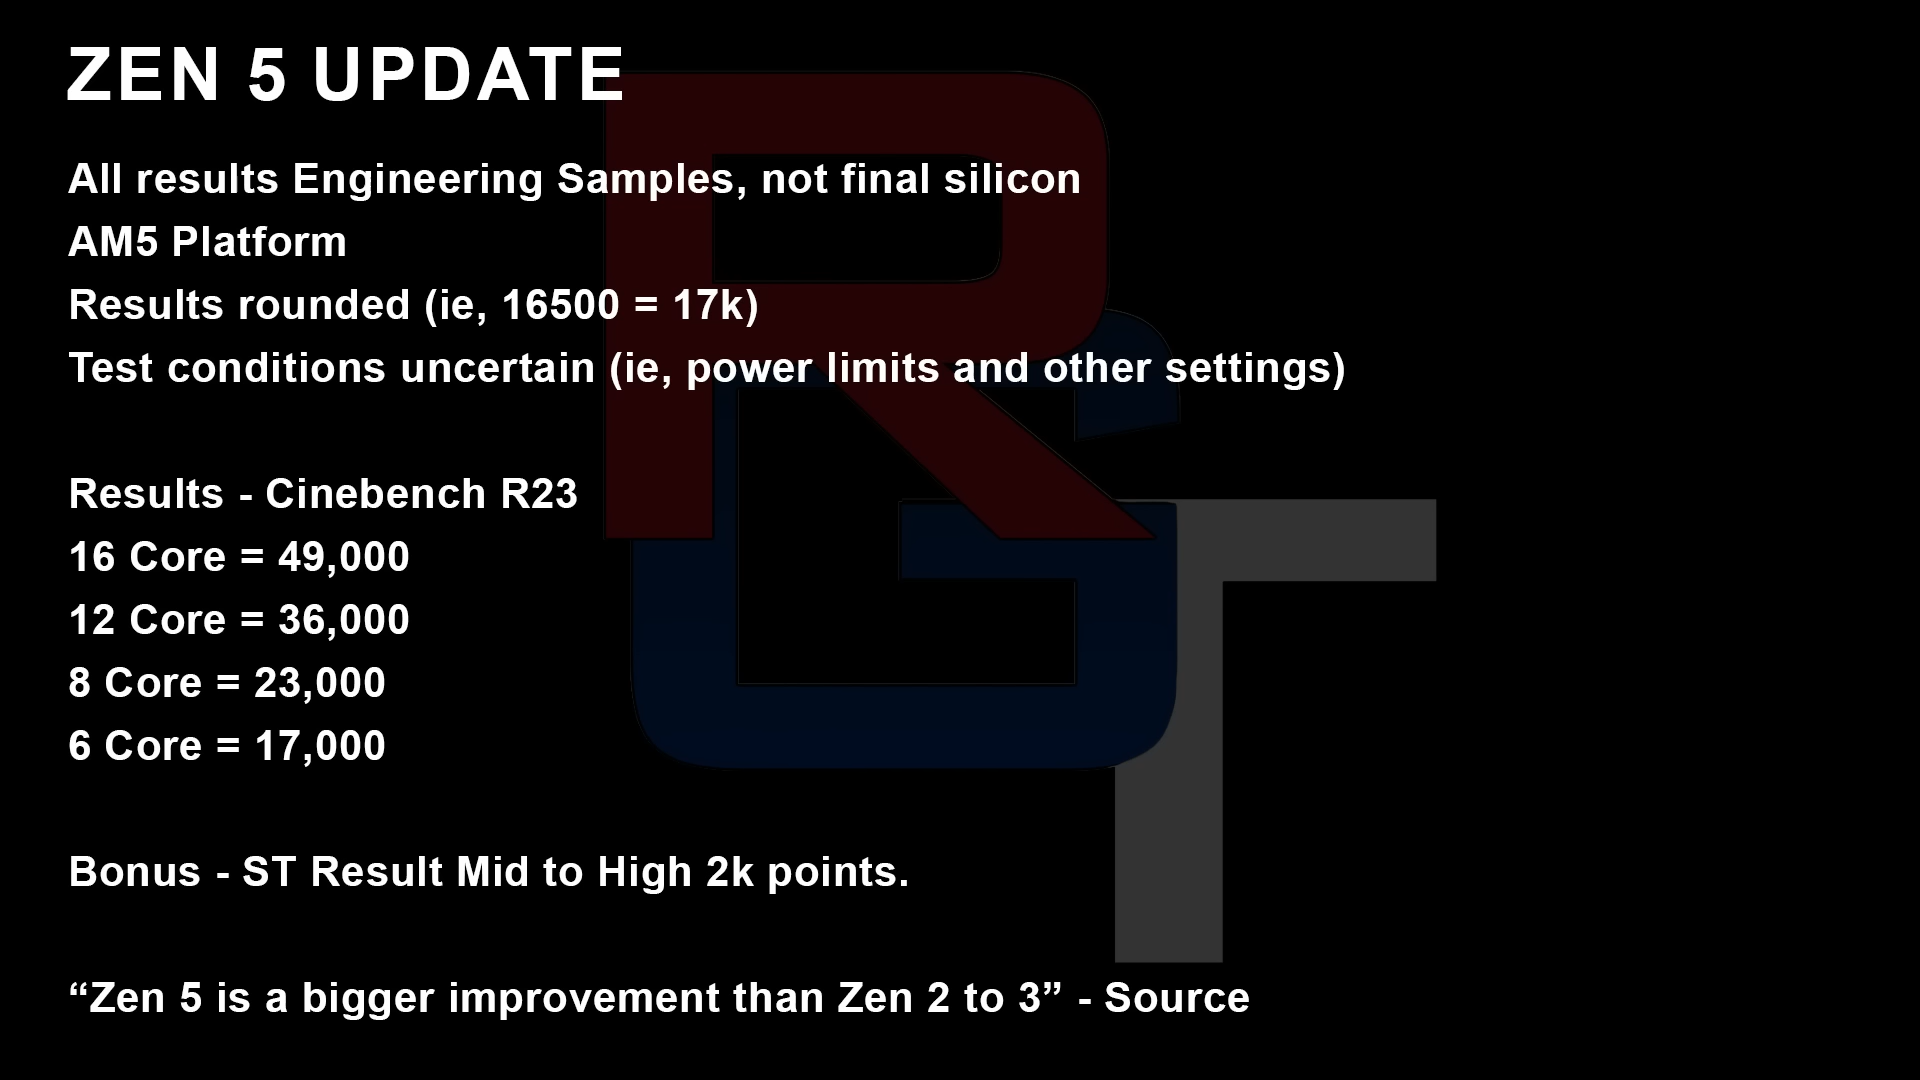 ZEN 5 UPDATE
All results Engineering Samples, not final silicon
AM5 Platform
Results rounded (ie, 16500 = 17k)
Test conditions uncertain (ie, power limits and other settings)
Results - Cinebench R23
16 Core = 49,000
12 Core = 36,000
8 Core = 23,000
6 Core = 17,000
Bonus - ST Result Mid to High 2k points.
“Zen 5 is a bigger improvement than Zen 2 to 3” - Source
RGT